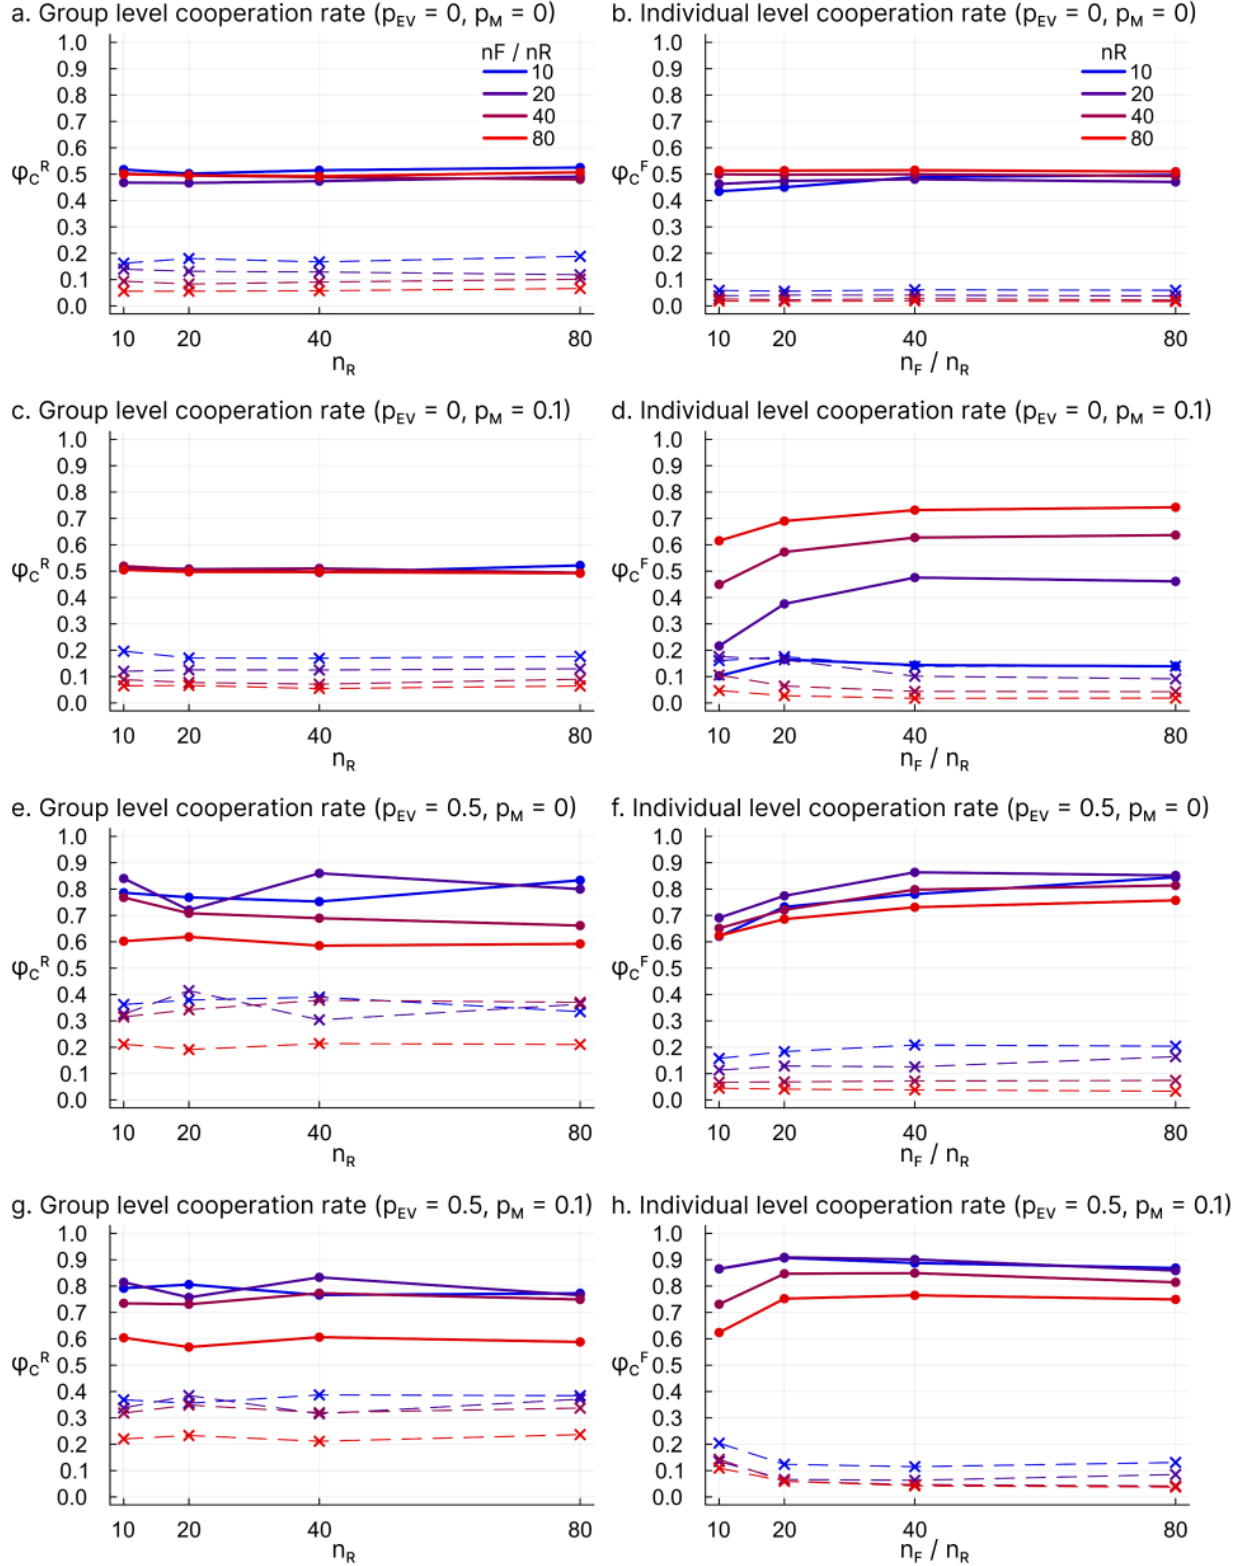 a. Group level cooperation rate (pEV = 0, pM = 0)
1.0
0.9
0.8
0.7
0.6
0.5
0.4
0.3
0.2
0.1
0.0
φCR
nF / nR
10
20
40
80
10 20 40 80
nR
b. Individual level cooperation rate (pEV = 0, pM = 0)
1.0
0.9
0.8
0.7
0.6
0.5
0.4
0.3
0.2
0.1
0.0
φCF
nR
10
20
40
80
10 20 40 80
nF / nR
c. Group level cooperation rate (pEV = 0, pM = 0.1)
1.0
0.9
0.8
0.7
0.6
0.5
0.4
0.3
0.2
0.1
0.0
φCR
10 20 40 80
nR
d. Individual level cooperation rate (pEV = 0, pM = 0.1)
1.0
0.9
0.8
0.7
0.6
0.5
0.4
0.3
0.2
0.1
0.0
φCF
10 20 40 80
nF / nR
e. Group level cooperation rate (pEV = 0.5, pM = 0)
1.0
0.9
0.8
0.7
0.6
0.5
0.4
0.3
0.2
0.1
0.0
φCR
10 20 40 80
nR
f. Individual level cooperation rate (pEV = 0.5, pM = 0)
1.0
0.9
0.8
0.7
0.6
0.5
0.4
0.3
0.2
0.1
0.0
φCF
10 20 40 80
nF / nR
g. Group level cooperation rate (pEV = 0.5, pM = 0.1)
1.0
0.9
0.8
0.7
0.6
0.5
0.4
0.3
0.2
0.1
0.0
φCR
10 20 40 80
nR
h. Individual level cooperation rate (pEV = 0.5, pM = 0.1)
1.0
0.9
0.8
0.7
0.6
0.5
0.4
0.3
0.2
0.1
0.0
φCF
10 20 40 80
nF / nR